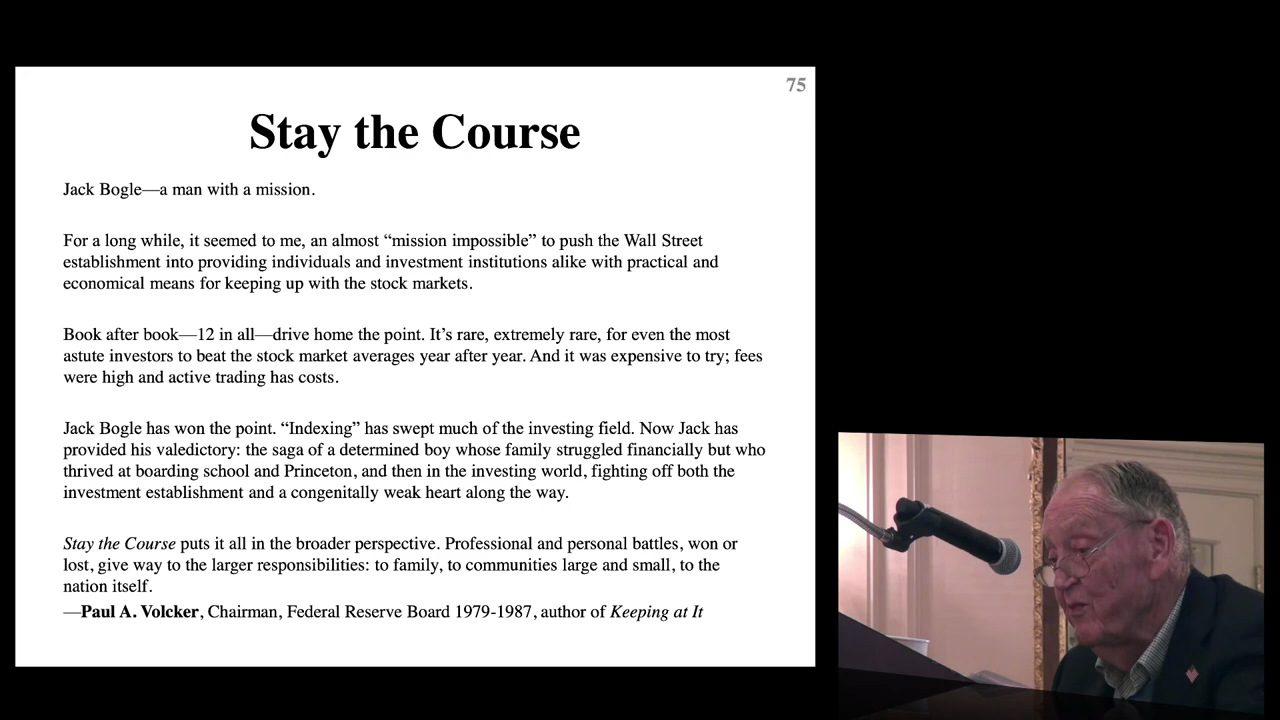 75
Stay the Course
Jack Bogle—a man with a mission.
For a long while, it seemed to me, an almost “mission impossible” to push the Wall Street
establishment into providing individuals and investment institutions alike with practical and
economical means for keeping up with the stock markets.
Book after book—12 in all—drive home the point. It’s rare, extremely rare, for even the most
astute investors to beat the stock market averages year after year. And it was expensive to try; fees
were high and active trading has costs.
Jack Bogle has won the point. “Indexing” has swept much of the investing field. Now Jack has
provided his valedictory: the saga of a determined boy whose family struggled financially but who
thrived at boarding school and Princeton, and then in the investing world, fighting off both the
investment establishment and a congenitally weak heart along the way.
Stay the Course puts it all in the broader perspective. Professional and personal battles, won or
lost, give way to the larger responsibilities: to family, to communities large and small, to the
nation itself.
—Paul A. Volcker, Chairman, Federal Reserve Board 1979-1987, author of Keeping at It